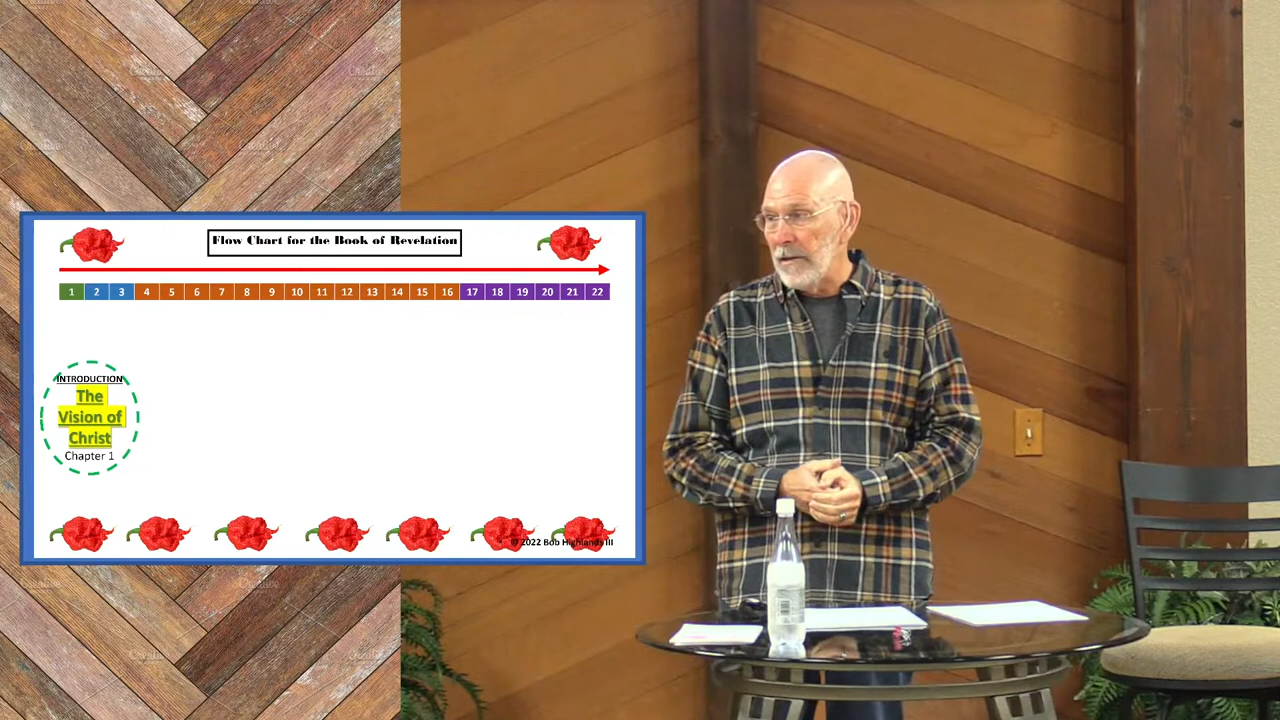 Flow Chart for the Book of Revelation
1 2 3 4 5 6 7 8 9 10 11 12 13 14 15 16 17 18 19 20 21 22
INTRODUCTION
The
Vision of
Christ
Chapter 1
© 2022 Bob Highlands III